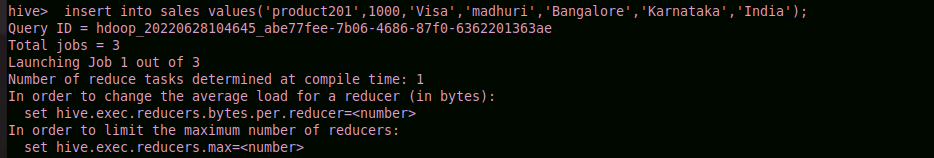 hive>  insert into sales values('product201',1000,'Visa','madhuri','Bangalore','Karnataka','India');
Query ID = hdoop_20220628104645_abe77fee-7b06-4686-87f0-6362201363ae
Total jobs = 3
Launching Job 1 out of 3
Number of reduce tasks determined at compile time: 1
In order to change the average load for a reducer (in bytes):
  set hive.exec.reducers.bytes.per.reducer=<number>
In order to limit the maximum number of reducers:
  set hive.exec.reducers.max=<number>